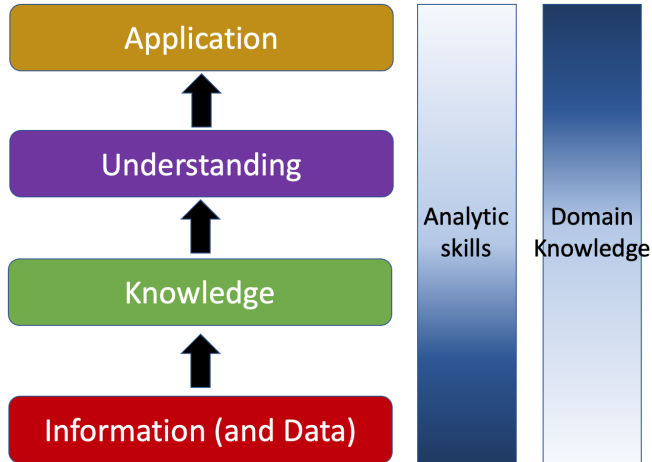 Application
Understanding
Knowledge
Information (and Data)
Analytic
skills
Domain
Knowledge